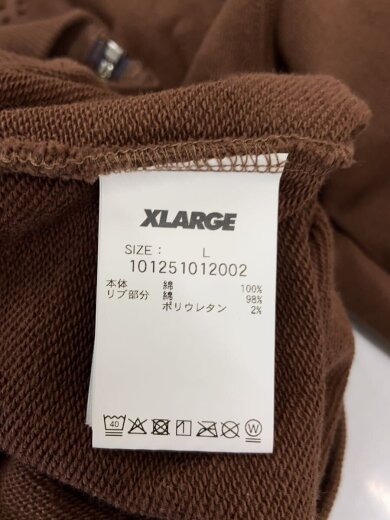 XLARGE
SIZE : L
101251012002
本体 綿 100%
リブ部分 綿 98%
ポリウレタン 2%
40
W